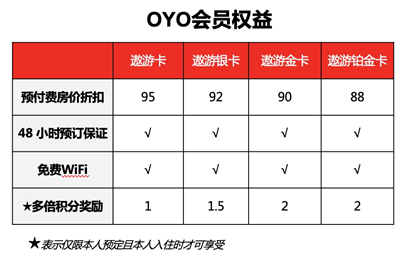 OYO会员权益
遨游卡 遨游银卡 遨游金卡 遨游铂金卡
预付费房价折扣 95 92 90 88
48 小时预订保证 √ √ √ √
免费WiFi √ √ √ √
★多倍积分奖励 1 1.5 2 2
★表示仅限本人预定且本人入住时才可享受